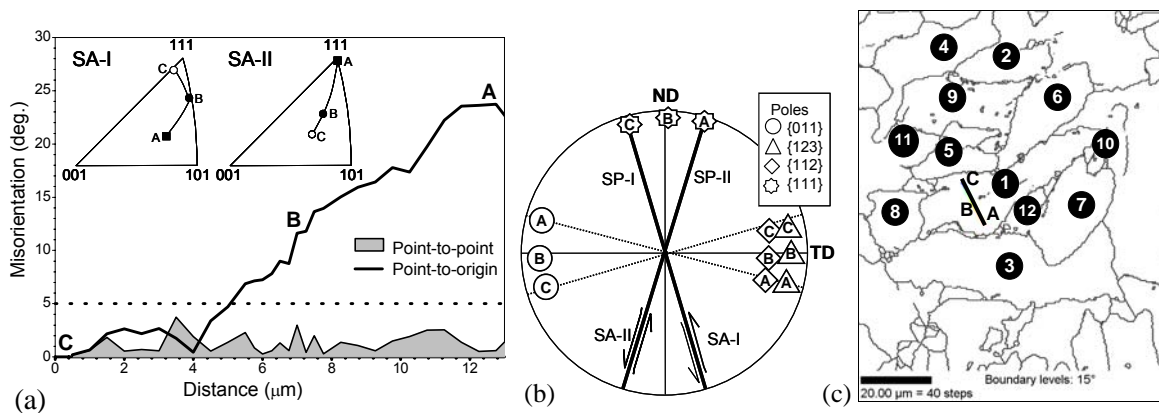 30
25
20
15
10
5
0
Misorientation (deg.)
SA-I
111
C
B
A
001
101
SA-II
111
A
B
C
001
101
A
B
C
Point-to-point
Point-to-origin
0 2 4 6 8 10 12
Distance (μm)
(a)
ND
C B A
SP-I
SP-II
A
B
C
C C
B B
A A
TD
SA-II
SA-I
Poles
{011}
{123}
{112}
{111}
(b)
4
2
9
6
11
5
10
1
C
B
A
8
12
7
3
Boundary levels: 15°
20.00 μm = 40 steps
(c)